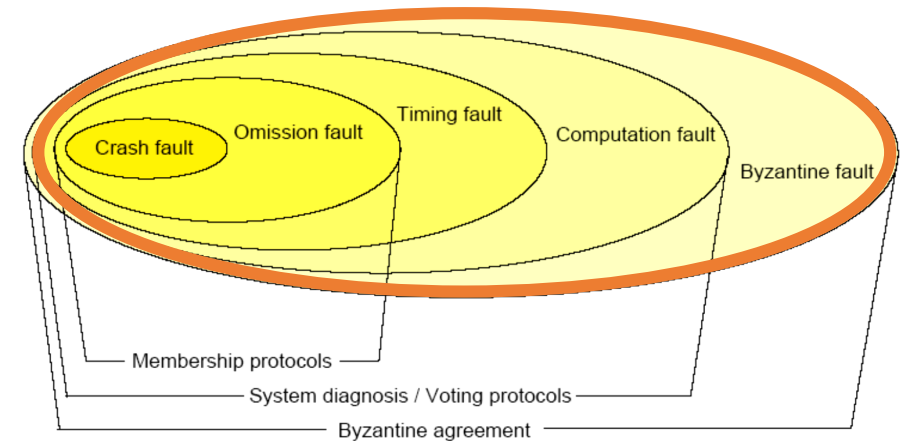 Crash fault
Omission fault
Timing fault
Computation fault
Byzantine fault
Membership protocols
System diagnosis / Voting protocols
Byzantine agreement